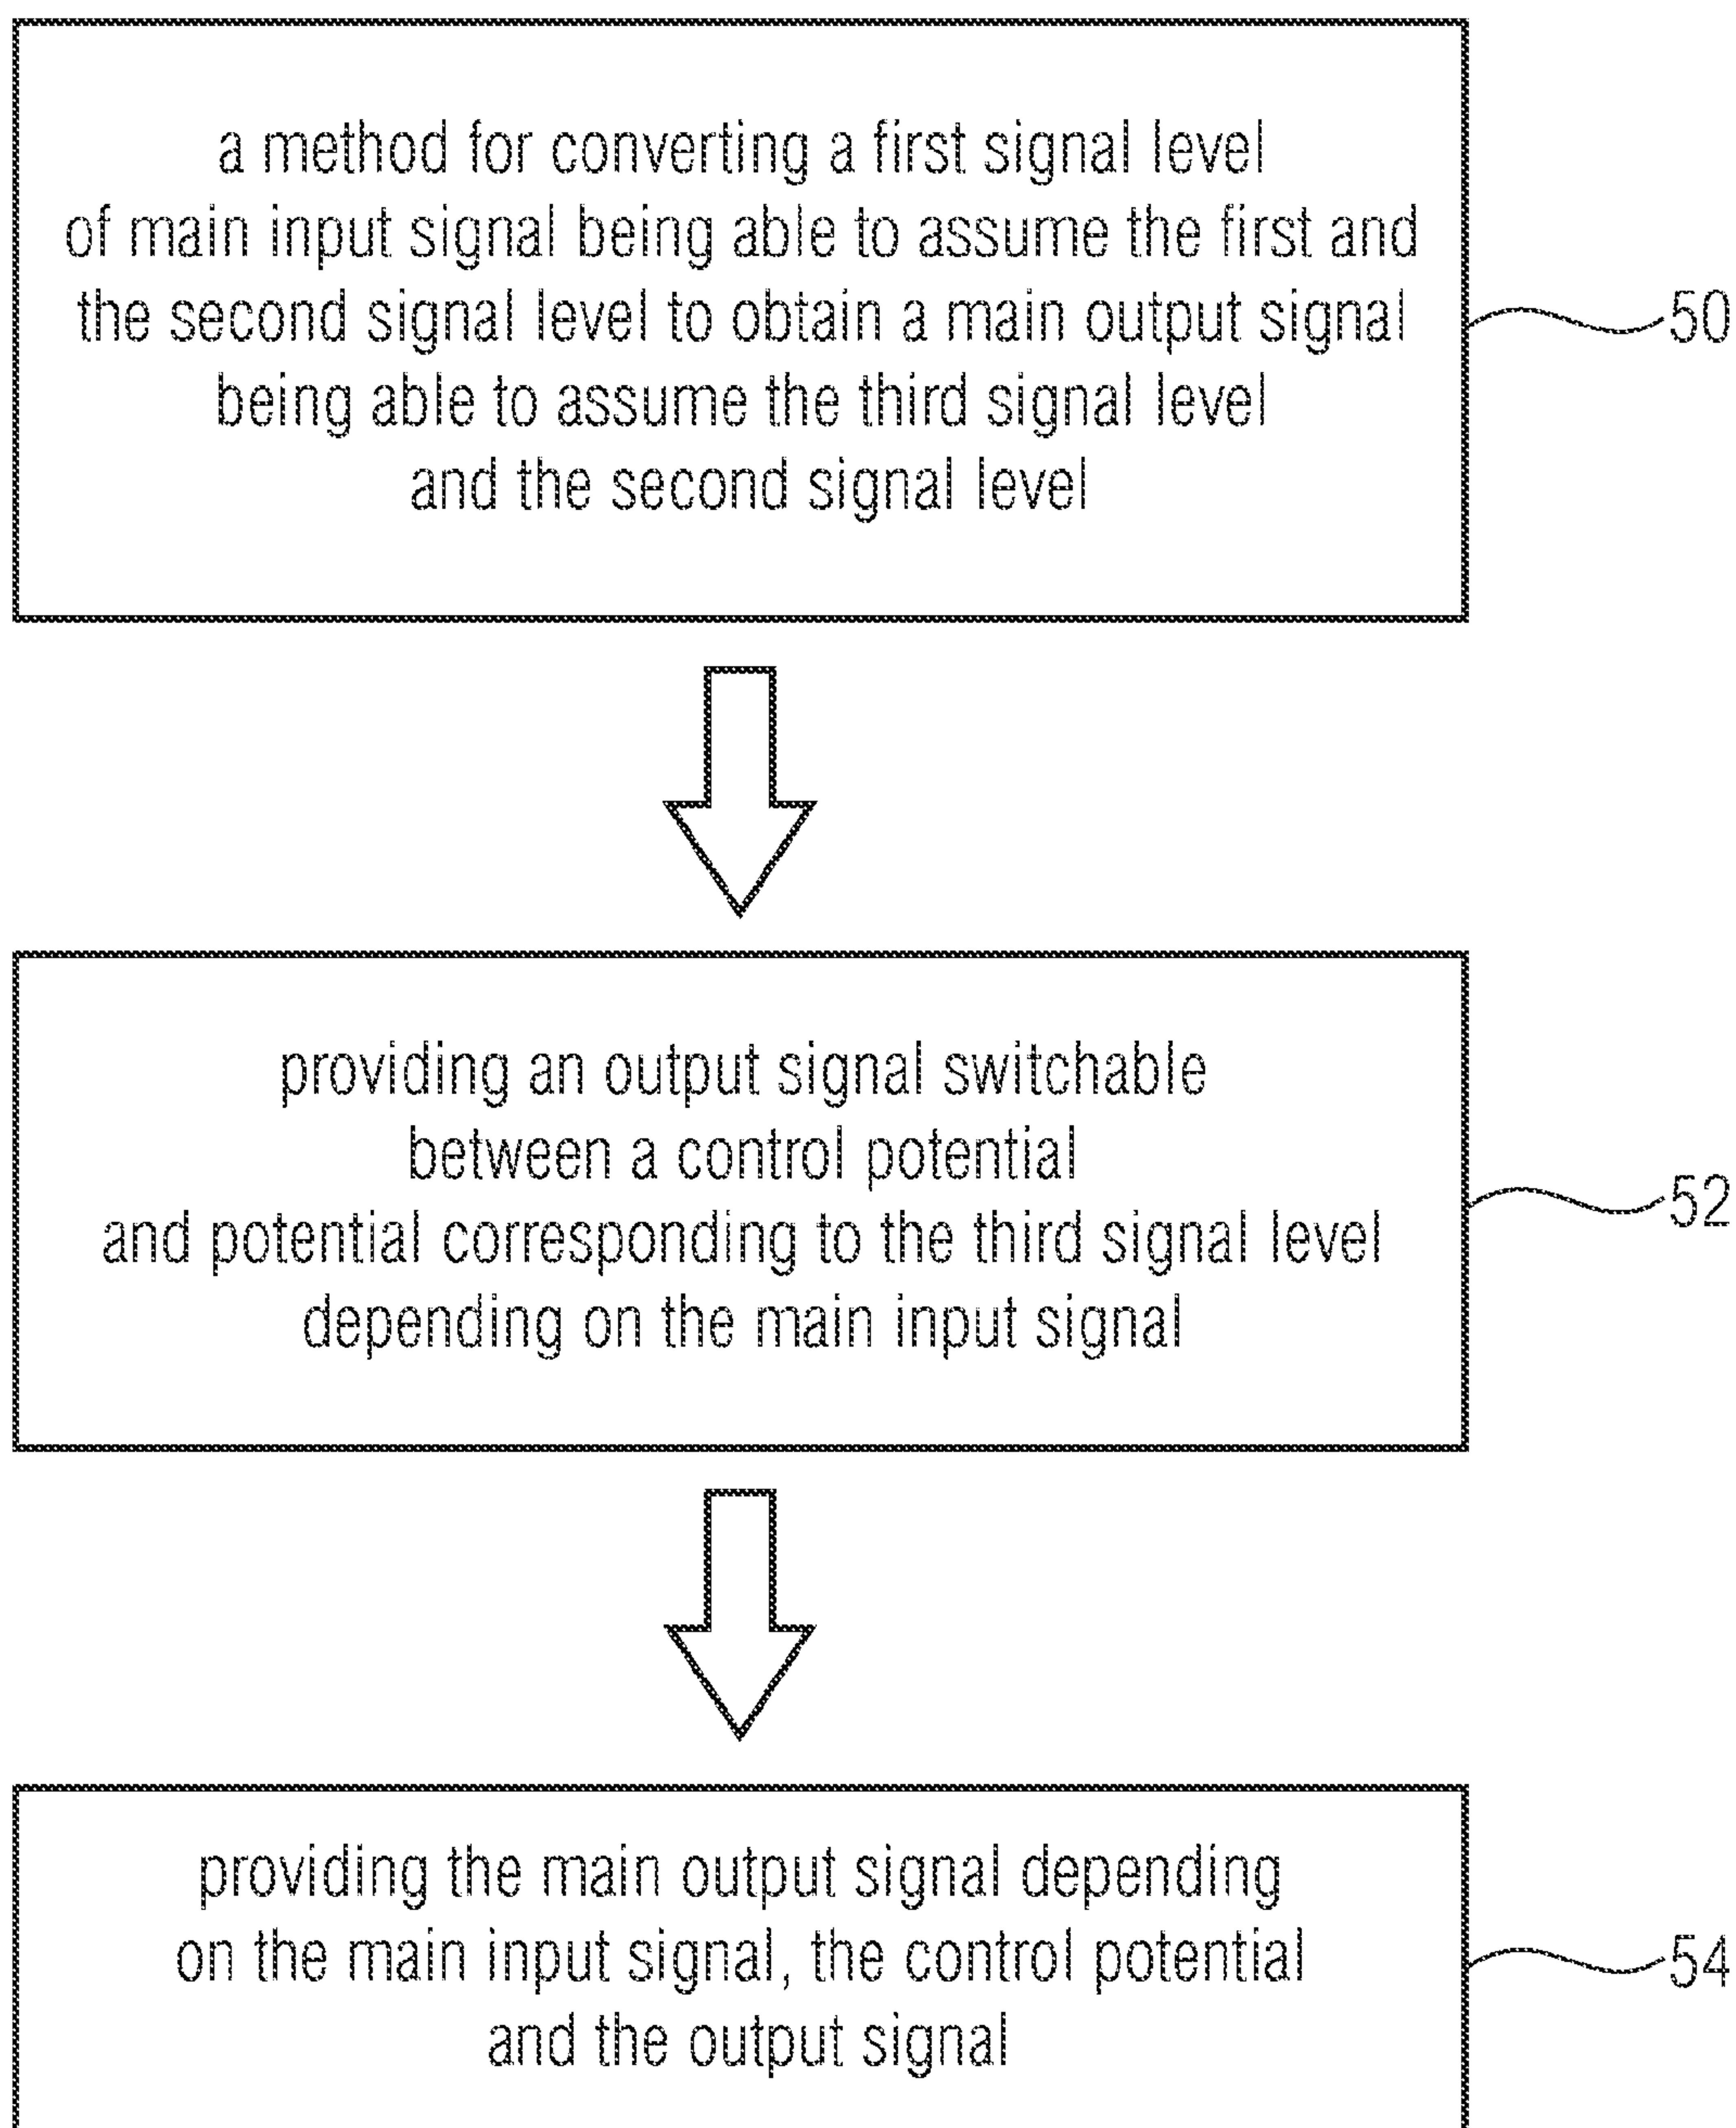 a method for converting a first signal level
of main input signal being able to assume the first and
the second signal level to obtain a main output signal
being able to assume the third signal level
and the second signal level
50
providing an output signal switchable
between a control potential
and potential corresponding to the third signal level
depending on the main input signal
52
providing the main output signal depending
on the main input signal, the control potential
and the output signal
54